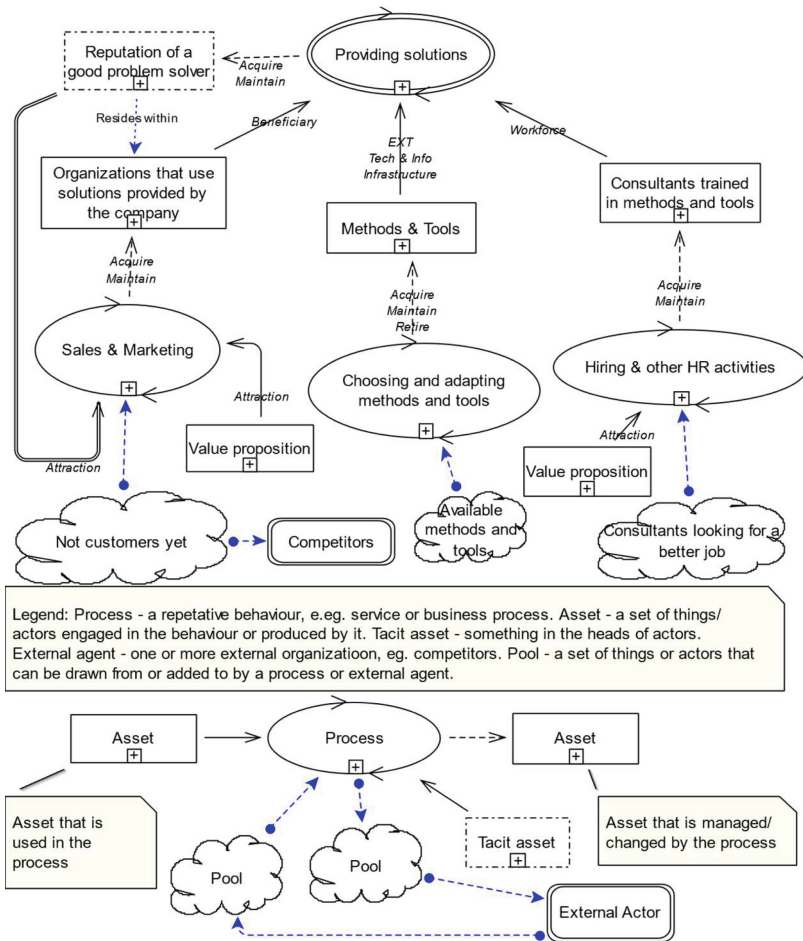 Reputation of a
good problem solver
Acquire
Maintain
Providing solutions
Resides within
Beneficiary
EXT
Tech & Info
Infrastructure
Workforce
Organizations that use
solutions provided by
the company
Methods & Tools
Consultants trained
in methods and tools
Acquire
Maintain
Acquire
Maintain
Retire
Acquire
Maintain
Sales & Marketing
Choosing and adapting
methods and tools
Hiring & other HR activities
Attraction
Attraction
Attraction
Value proposition
Value proposition
Not customers yet
Competitors
Available
methods and
tools
Consultants looking for a
better job
Legend: Process - a repetative behaviour, e.eg. service or business process. Asset - a set of things/
actors engaged in the behaviour or produced by it. Tacit asset - something in the heads of actors.
External agent - one or more external organizatioon, eg. competitors. Pool - a set of things or actors that
can be drawn from or added to by a process or external agent.
Asset
Process
Asset
Asset that is
used in the
process
Pool
Pool
Tacit asset
Asset that is managed/
changed by the process
External Actor